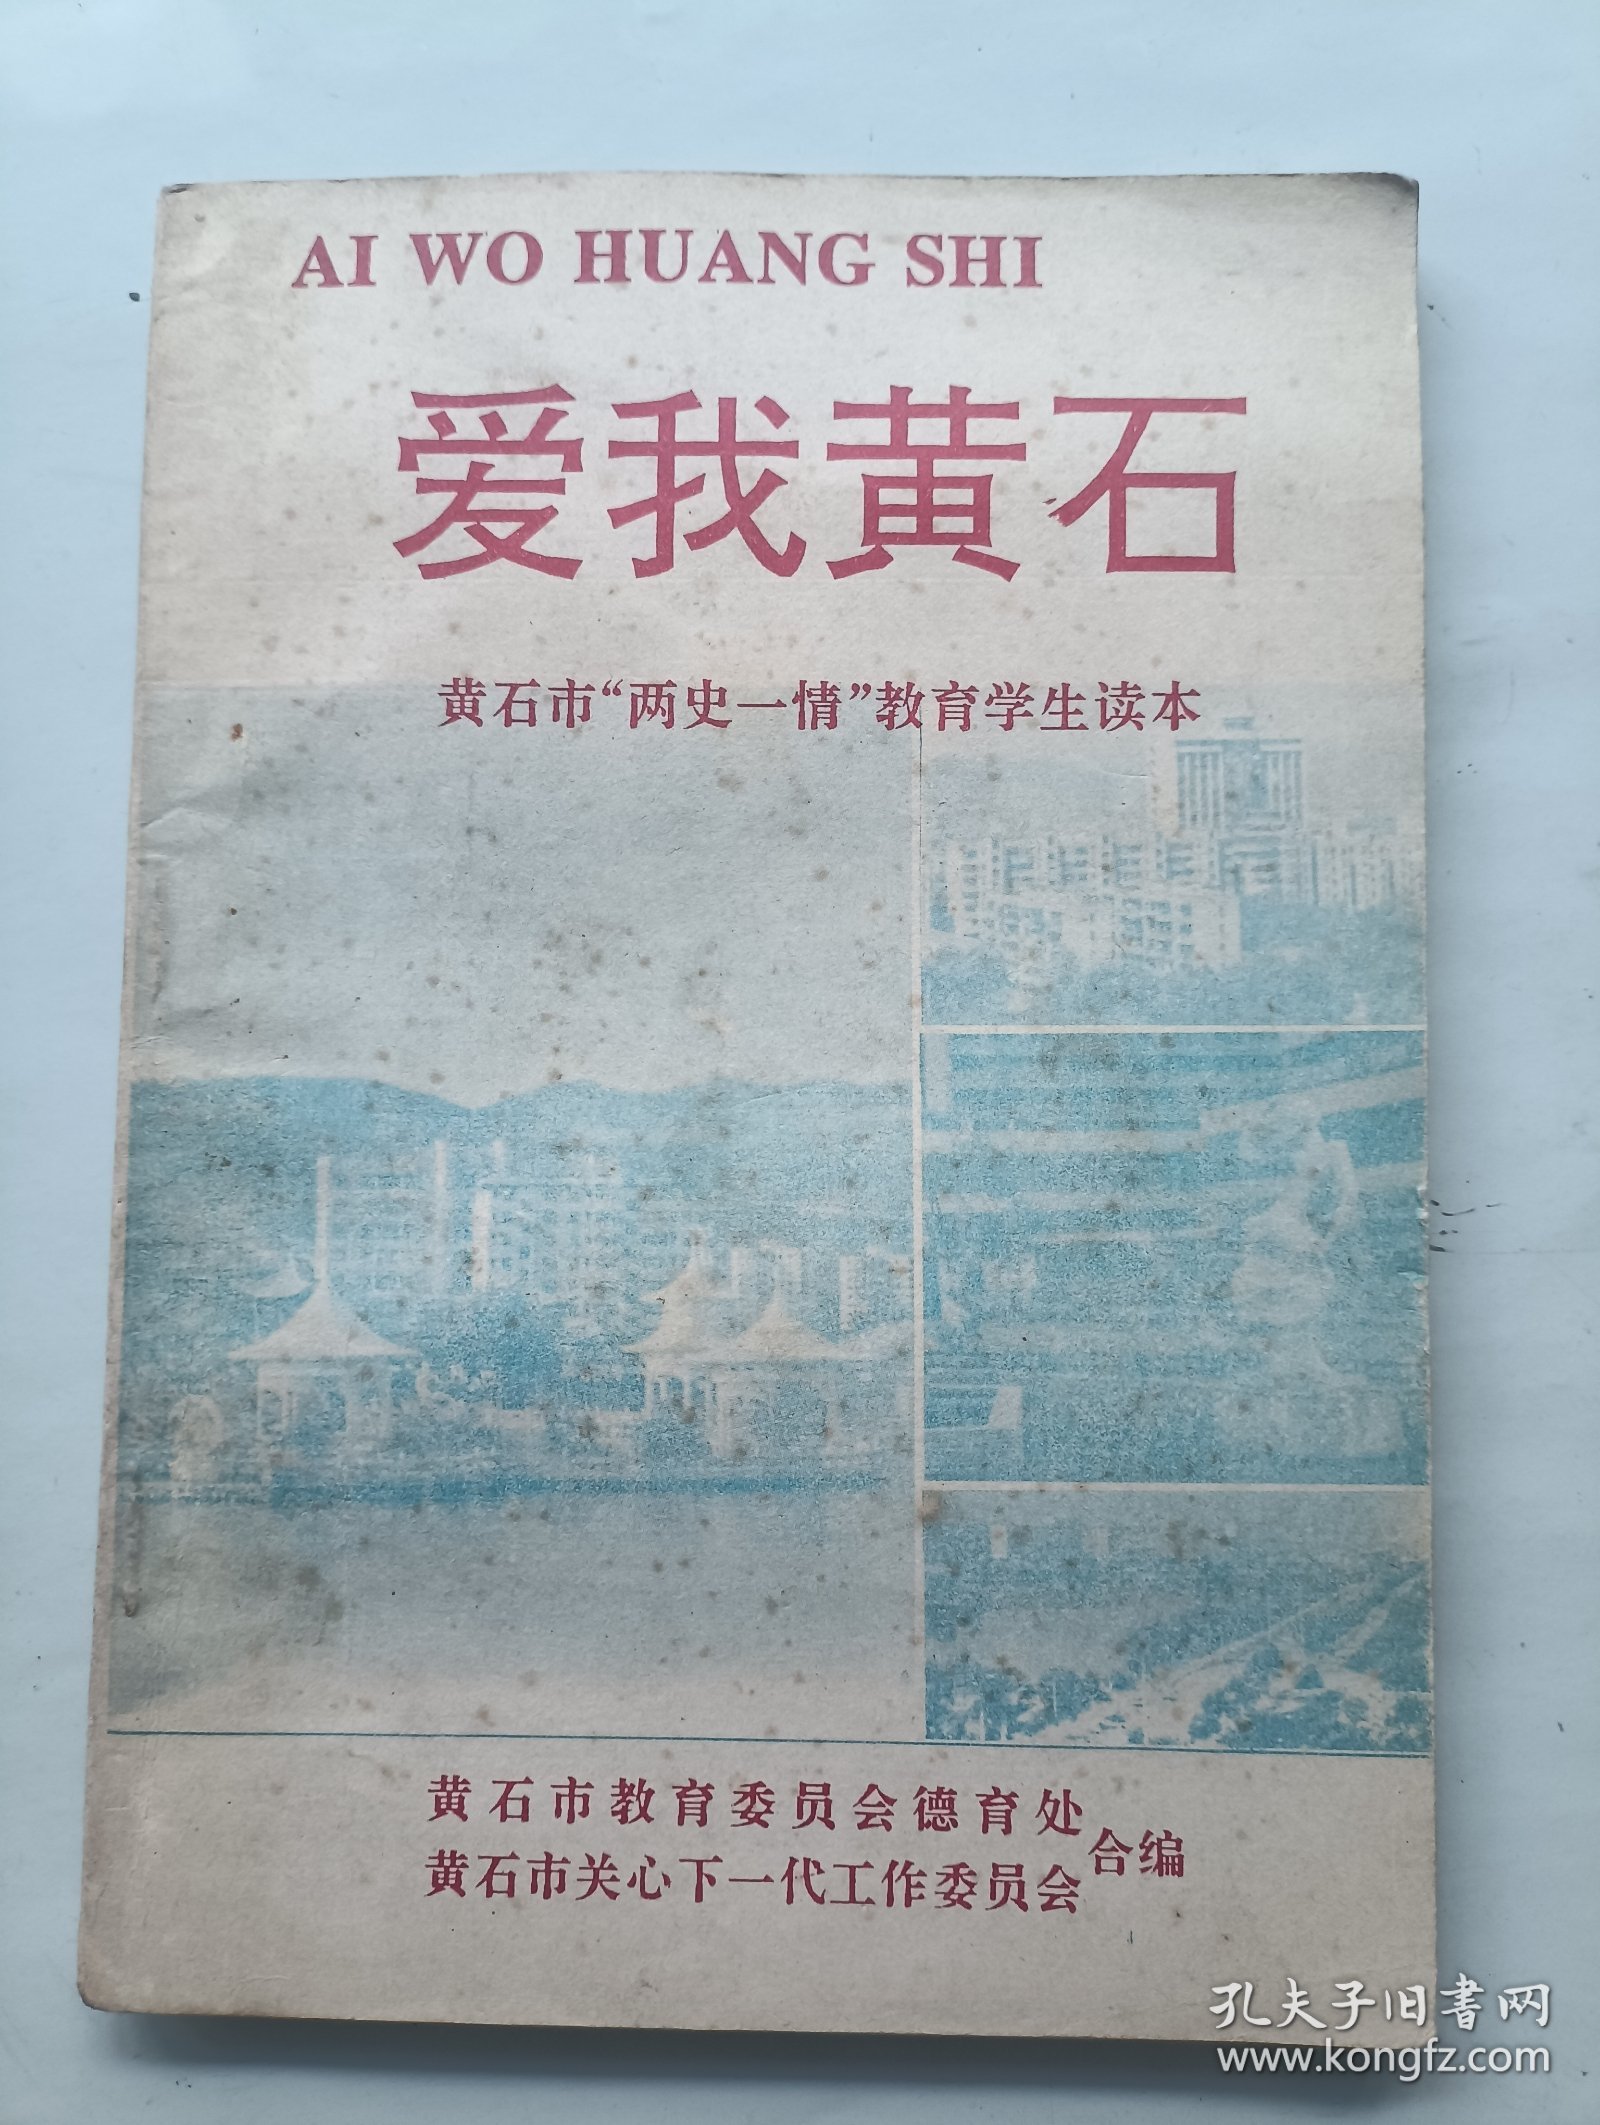 AI WO HUANG SHI
爱我黄石
黄石市“两史一情”教育学生读本
黄石市教育委员会德育处
黄石市关心下一代工作委员会
合编
孔夫子旧书网
www.kongfz.com